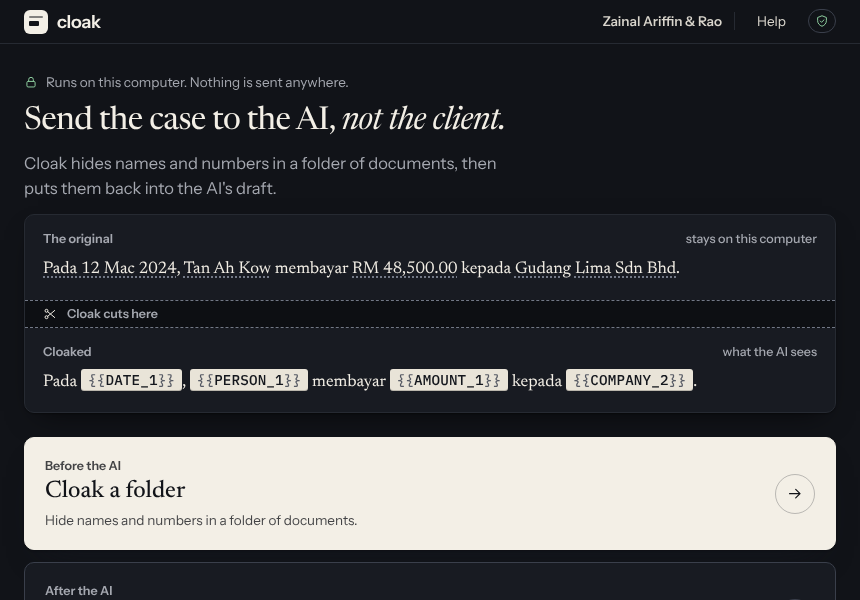 cloak
Zainal Ariffin & Rao
Help
Runs on this computer. Nothing is sent anywhere.
Send the case to the AI, not the client.
Cloak hides names and numbers in a folder of documents, then
puts them back into the AI's draft.
The original
stays on this computer
Pada 12 Mac 2024, Tan Ah Kow membayar RM 48,500.00 kepada Gudang Lima Sdn Bhd.
Cloak cuts here
Cloaked
what the AI sees
Pada {{DATE_1}}, {{PERSON_1}} membayar {{AMOUNT_1}} kepada {{COMPANY_2}}.
Before the AI
Cloak a folder
Hide names and numbers in a folder of documents.
After the AI